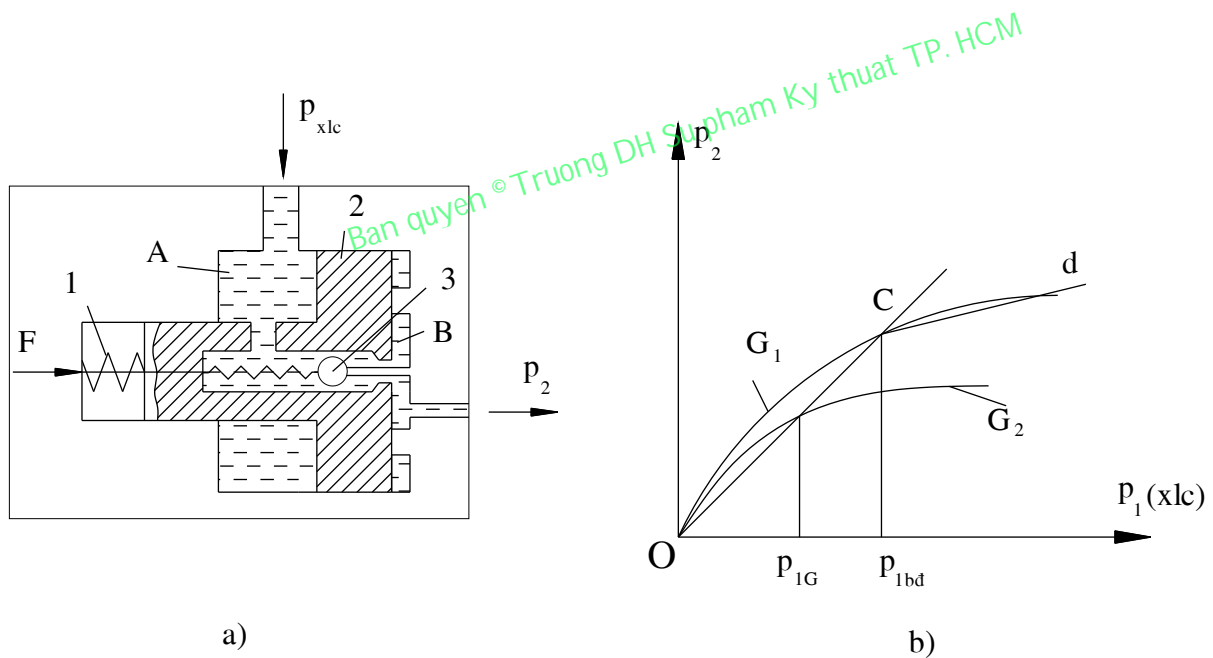 Ban quyen © Truong DH Su pham Ky thuat TP. HCM
p xlc
A
2
1
3
B
F
p 2
a)
p 2
d
C
G 1
G 2
p 1 (xlc)
O
p 1G
p 1bđ
b)